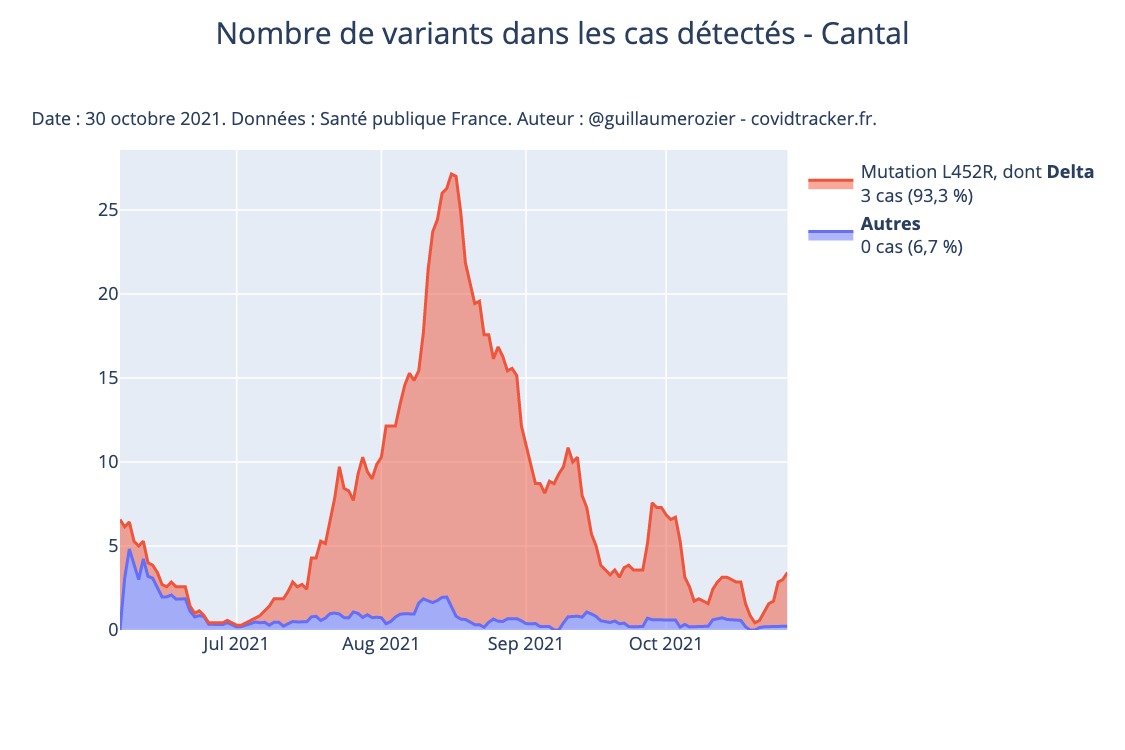 Nombre de variants dans les cas détectés - Cantal
Date : 30 octobre 2021. Données : Santé publique France. Auteur : @guillaumerozier - covidtracker.fr.
Mutation L452R, dont Delta
3 cas (93,3 %)
Autres
0 cas (6,7 %)
25
20
15
10
5
0
Jul 2021
Aug 2021
Sep 2021
Oct 2021